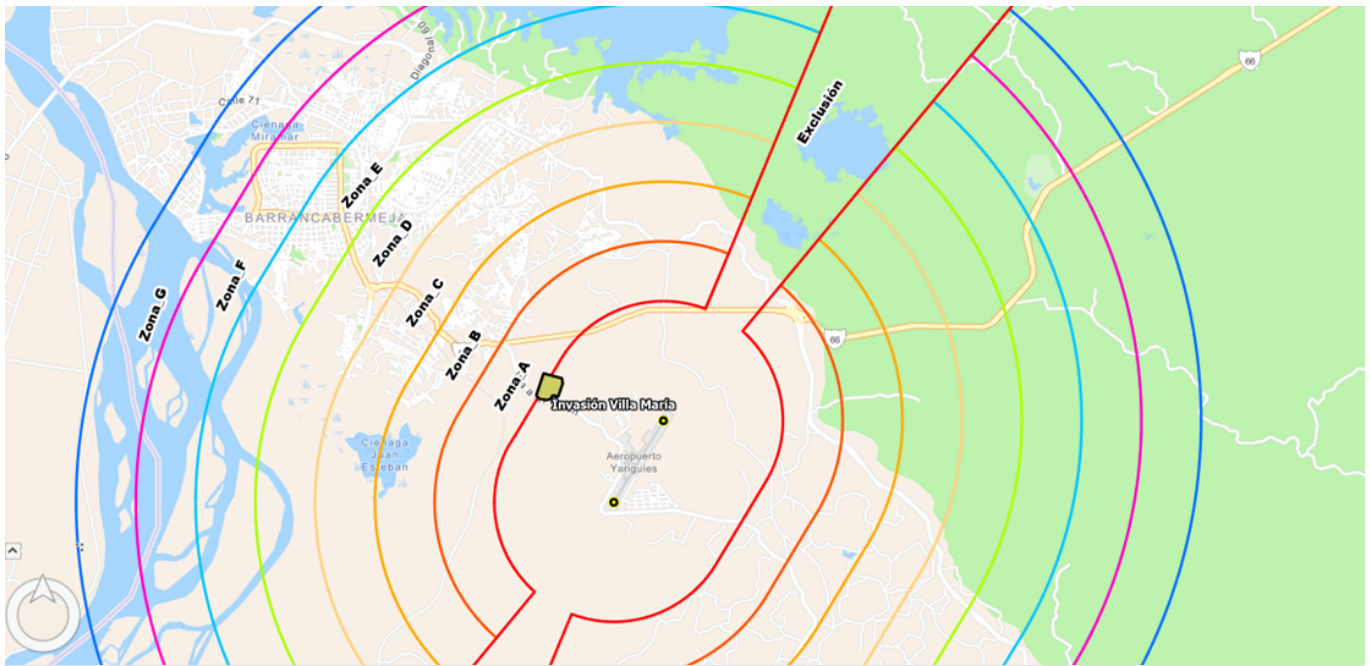 Diagonal 60
Calle 71
Ciénaga
Miramar
BARRANCABERMEJA
Zona_E
Zona_D
Zona_C
Zona_B
Zona_A
Zona_F
Zona_G
Exclusión
66
66
Invasión Villa María
Ciénaga
Juan
Esteban
Aeropuerto
Yariguíes